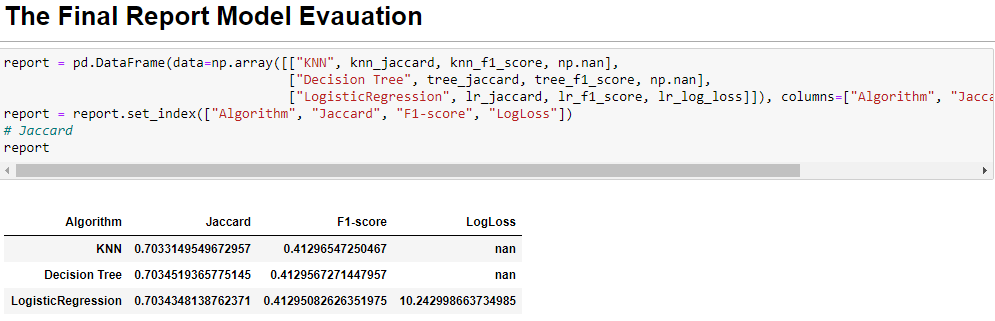 The Final Report Model Evauation
report = pd.DataFrame(data=np.array([["KNN", knn_jaccard, knn_f1_score, np.nan],
["Decision Tree", tree_jaccard, tree_f1_score, np.nan],
["LogisticRegression", lr_jaccard, lr_f1_score, lr_log_loss]]), columns=["Algorithm", "Jacca
report = report.set_index(["Algorithm", "Jaccard", "F1-score", "LogLoss"])
# Jaccard
report
Algorithm Jaccard F1-score LogLoss
KNN 0.7033149549672957 0.41296547250467 nan
Decision Tree 0.7034519365775145 0.4129567271447957 nan
LogisticRegression 0.7034348138762371 0.41295082626351975 10.242998663734985